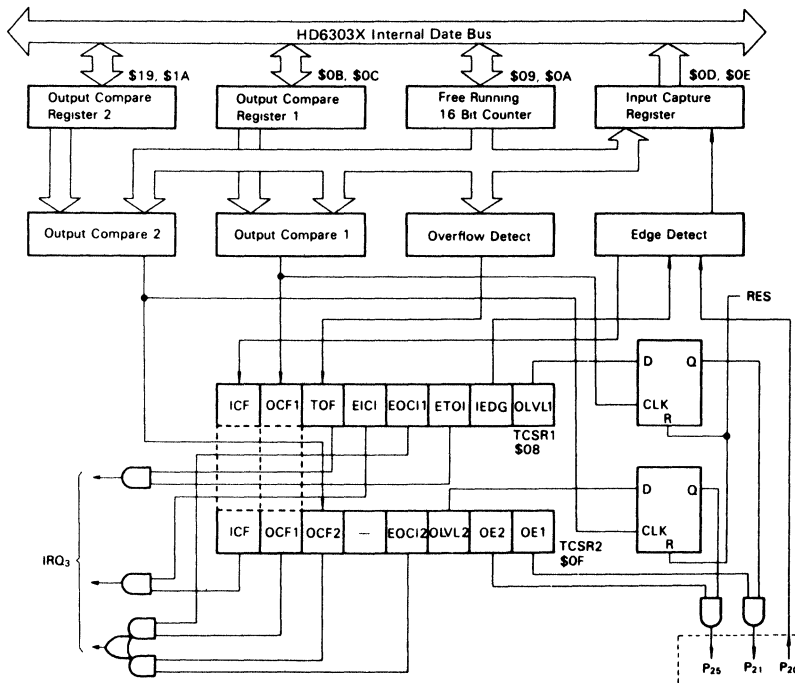 HD6303X Internal Date Bus
$19, $1A
$0B, $0C
$09, $0A
$0D, $0E
Output Compare
Register 2
Output Compare
Register 1
Free Running
16 Bit Counter
Input Capture
Register
Output Compare 2
Output Compare 1
Overflow Detect
Edge Detect
RES
D Q
CLK
R
ICF OCF1 TOF EICI EOCI1 ETOI IEDG OLVL1
TCSR1
$08
D Q
CLK
R
ICF OCF1 OCF2 — EOCI2 OLVL2 OE2 OE1
TCSR2
$0F
IRQ₃
P₂₅ P₂₁ P₂₀